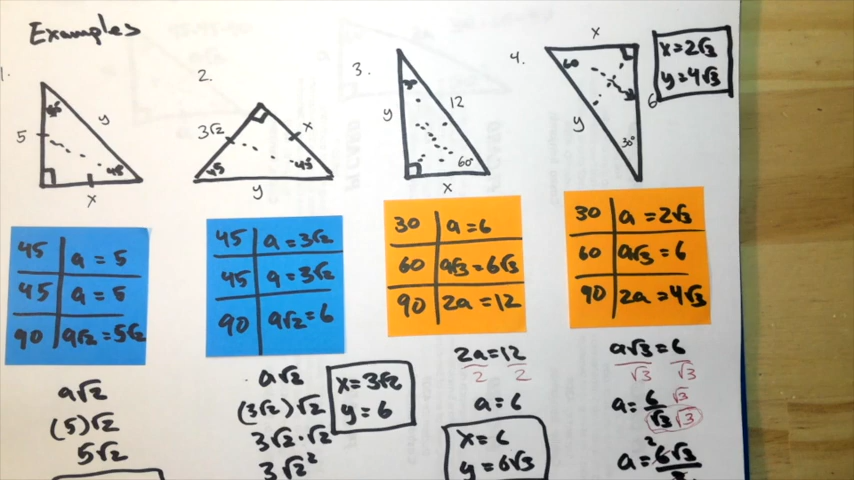 Examples
1.
45°
5
y
45°
x
2.
3√2
x
45
45°
y
3.
30°
12
y
60°
x
4.
x
60
6
y
30°
x = 2√3
y = 4√3
45 | a = 5
45 | a = 5
90 | a√2 = 5√2
45 | a = 3√2
45 | a = 3√2
90 | a√2 = 6
30 | a = 6
60 | a√3 = 6√3
90 | 2a = 12
30 | a = 2√3
60 | a√3 = 6
90 | 2a = 4√3
a√2
(5)√2
5√2
a√2
(3√2)√2
3√2·√2
3√2²
x = 3√2
y = 6
2a = 12
2 2
a = 6
x = 6
y = 6√3
a√3 = 6
√3 √3
a = 6/√3 √3/√3
a = ²6√3